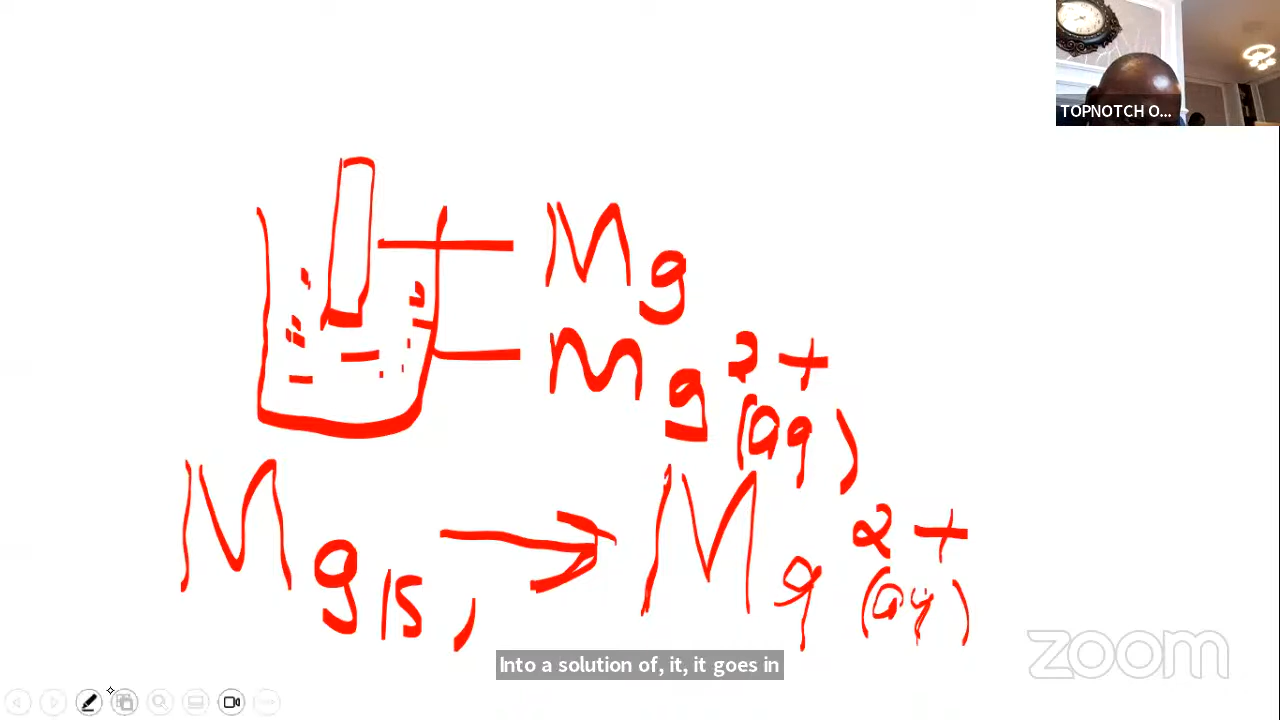 TOPNOTCH O...
Mg
Mg2+(aq)
Mg(s) → Mg2+(aq)
Into a solution of, it, it goes in
zoom